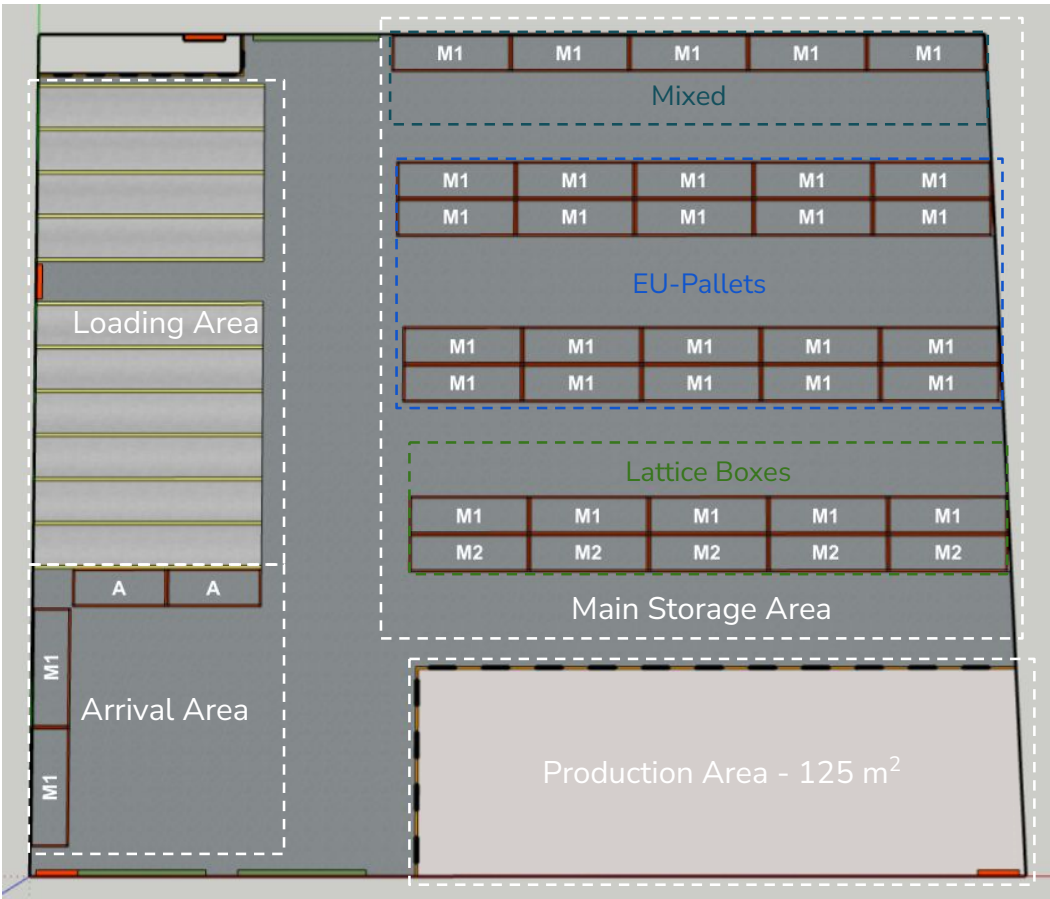 M1 M1 M1 M1 M1
Mixed
M1 M1 M1 M1 M1
M1 M1 M1 M1 M1
EU-Pallets
Loading Area
M1 M1 M1 M1 M1
M1 M1 M1 M1 M1
Lattice Boxes
M1 M1 M1 M1 M1
M2 M2 M2 M2 M2
A A
Main Storage Area
M1
Arrival Area
M1
Production Area - 125 m²